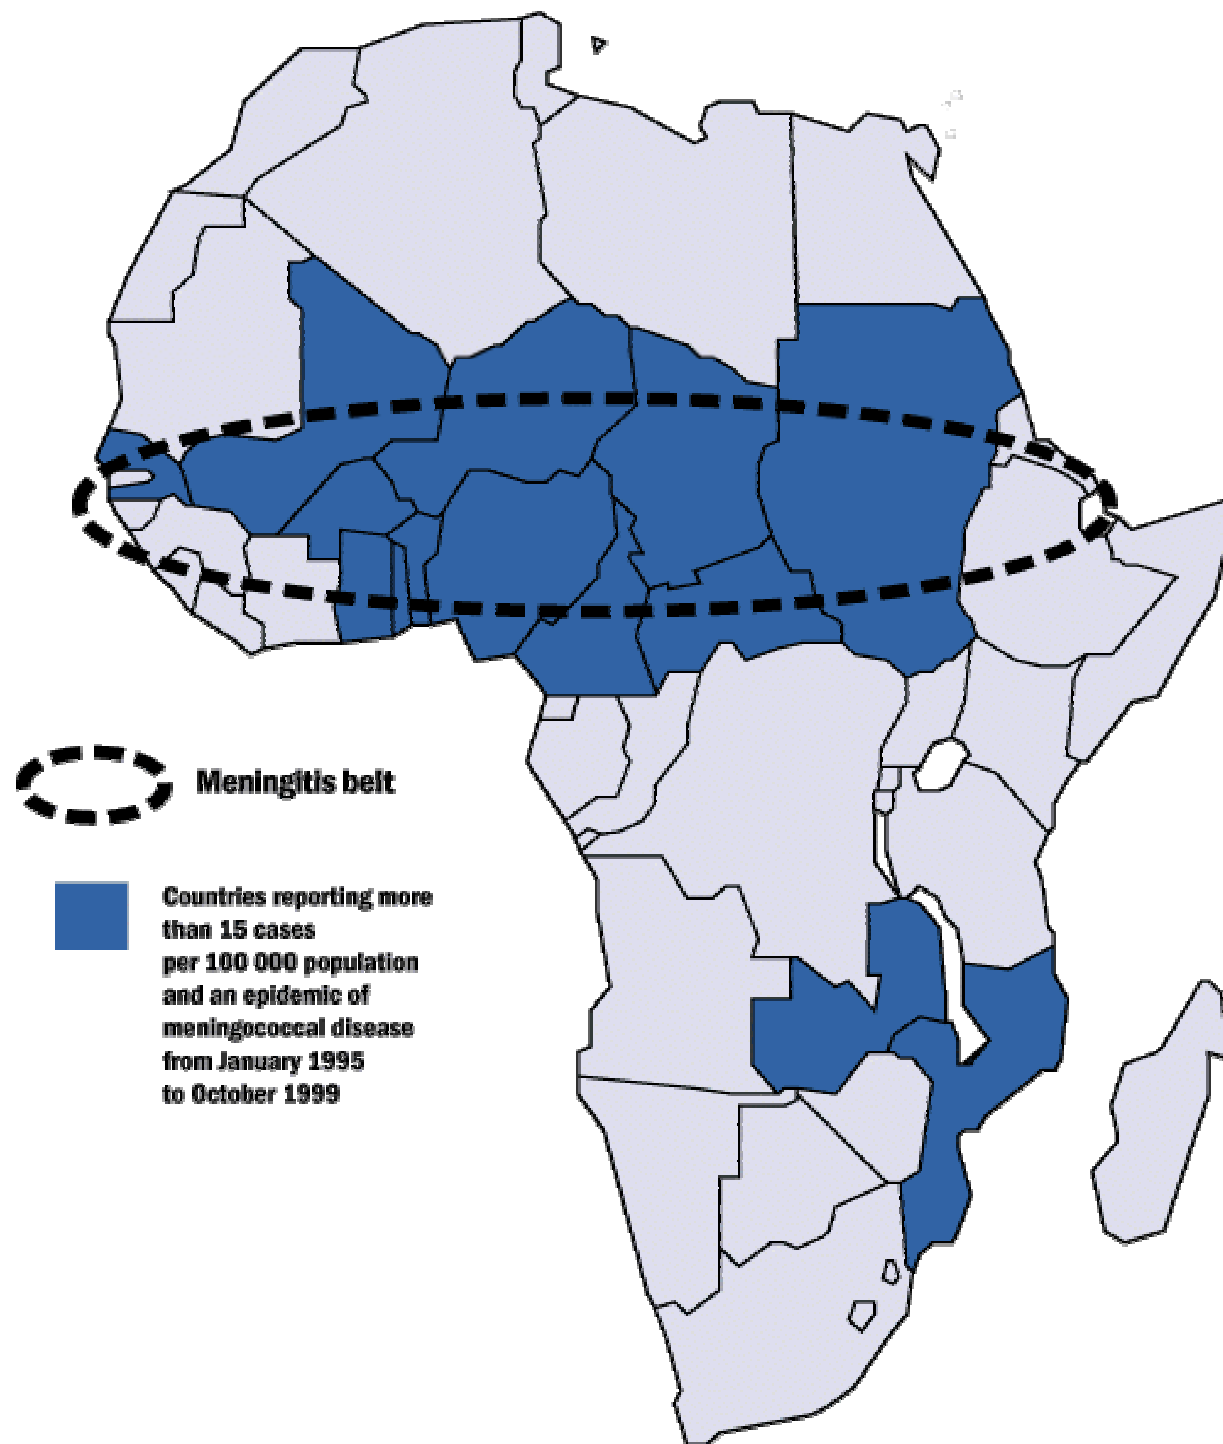 Meningitis belt
Countries reporting more
than 15 cases
per 100 000 population
and an epidemic of
meningococcal disease
from January 1995
to October 1999